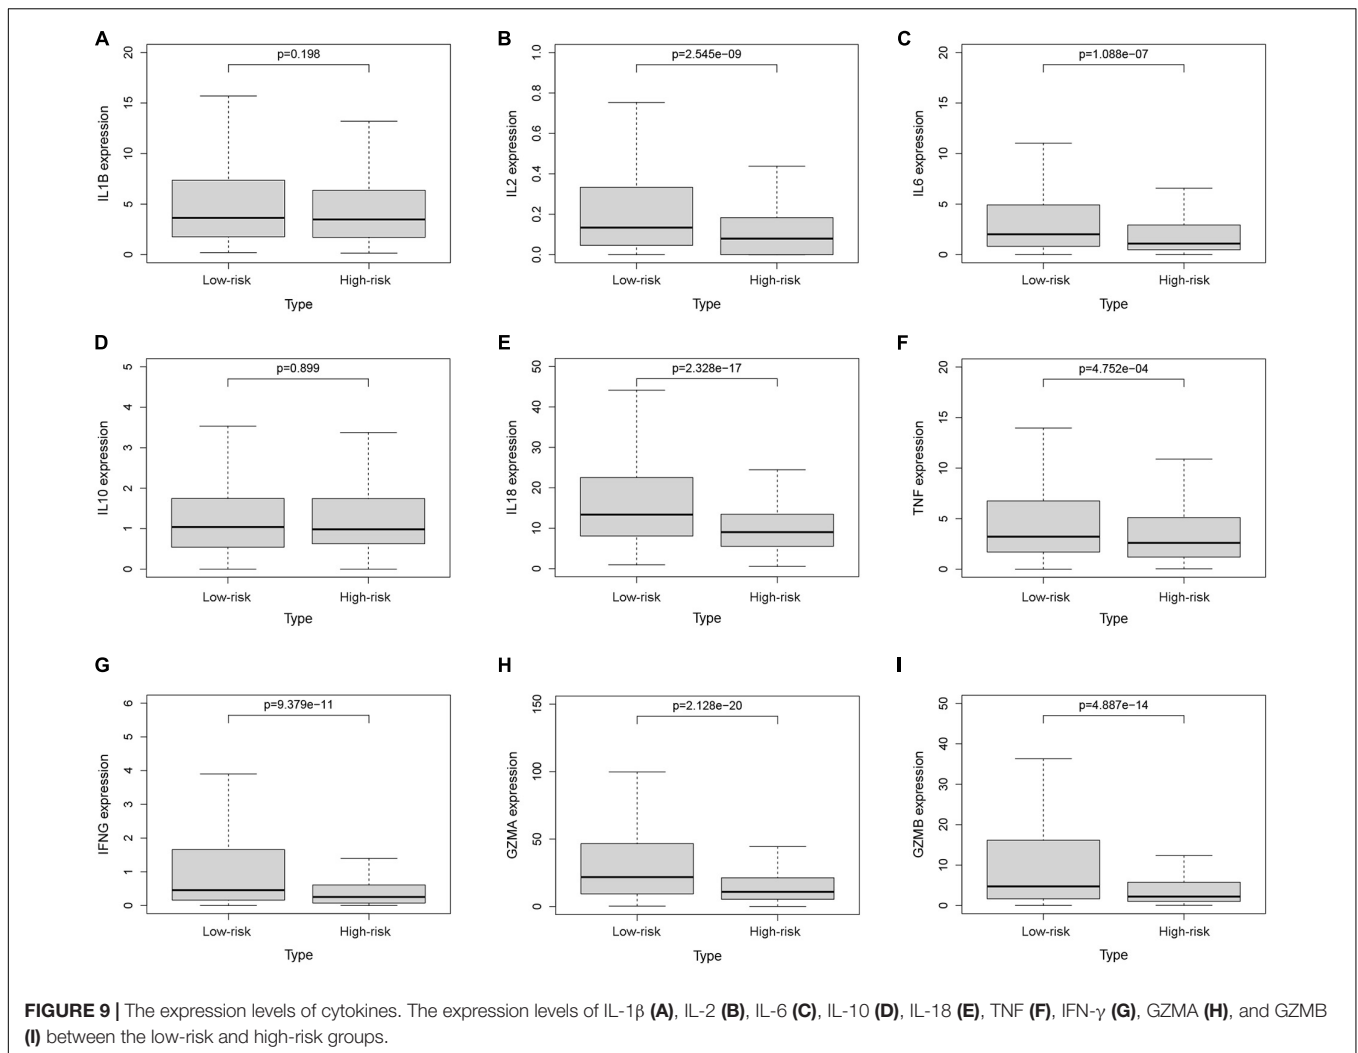 A
p=0.198
IL1B expression
20
15
10
5
0
Low-risk High-risk
Type
B
p=2.545e−09
IL2 expression
1.0
0.8
0.6
0.4
0.2
0.0
Low-risk High-risk
Type
C
p=1.088e−07
IL6 expression
20
15
10
5
0
Low-risk High-risk
Type
D
p=0.899
IL10 expression
5
4
3
2
1
0
Low-risk High-risk
Type
E
p=2.328e−17
IL18 expression
50
40
30
20
10
0
Low-risk High-risk
Type
F
p=4.752e−04
TNF expression
20
15
10
5
0
Low-risk High-risk
Type
G
p=9.379e−11
IFNG expression
6
5
4
3
2
1
0
Low-risk High-risk
Type
H
p=2.128e−20
GZMA expression
150
100
50
0
Low-risk High-risk
Type
I
p=4.887e−14
GZMB expression
50
40
30
20
10
0
Low-risk High-risk
Type
FIGURE 9 | The expression levels of cytokines. The expression levels of IL-1β (A), IL-2 (B), IL-6 (C), IL-10 (D), IL-18 (E), TNF (F), IFN-γ (G), GZMA (H), and GZMB
(I) between the low-risk and high-risk groups.